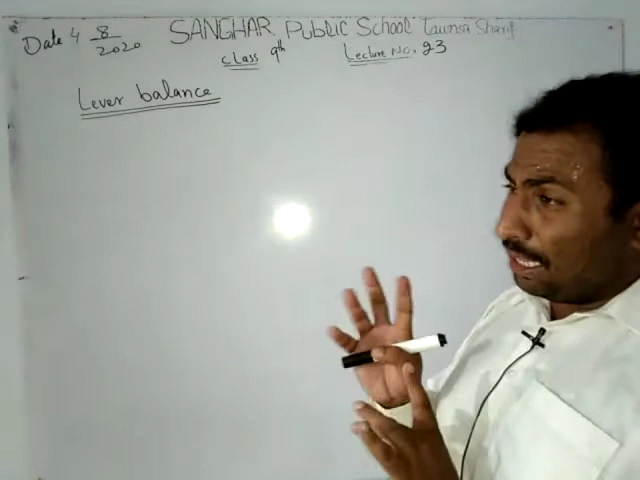 Date 4 8/2020 SANGHAR Public School Taunsa Sharif
Class 9th Lecture No. 23
Lever balance